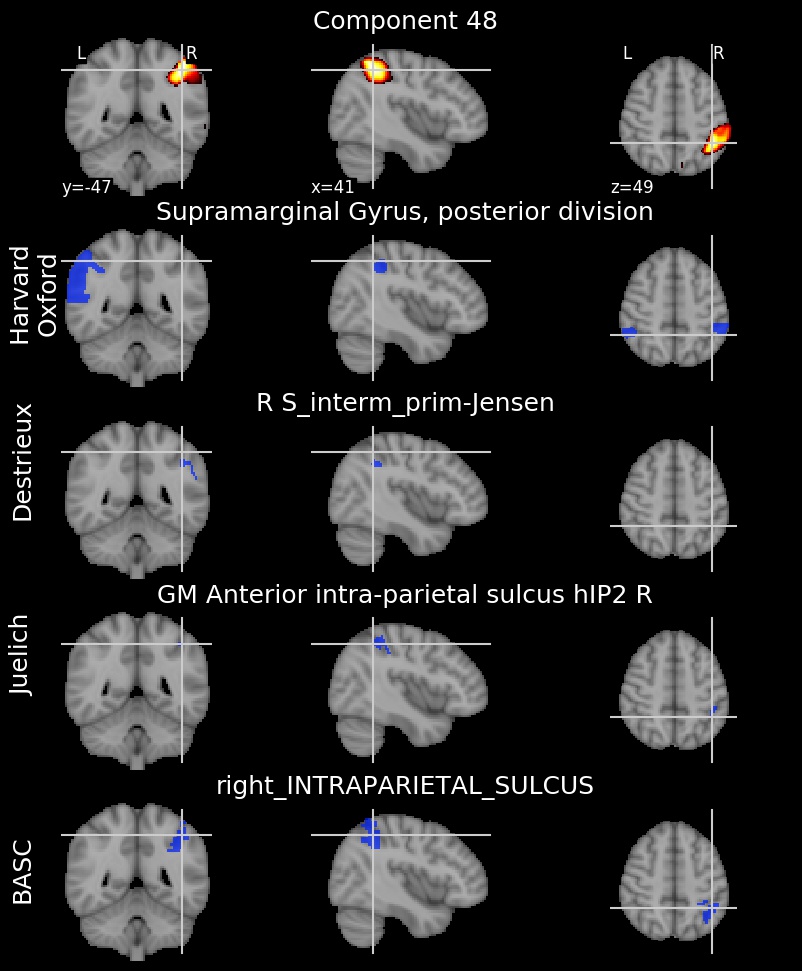 Component 48
L R
L R
y=-47
x=41
z=49
Supramarginal Gyrus, posterior division
Harvard
Oxford
R S_interm_prim-Jensen
Destrieux
GM Anterior intra-parietal sulcus hIP2 R
Juelich
right_INTRAPARIETAL_SULCUS
BASC